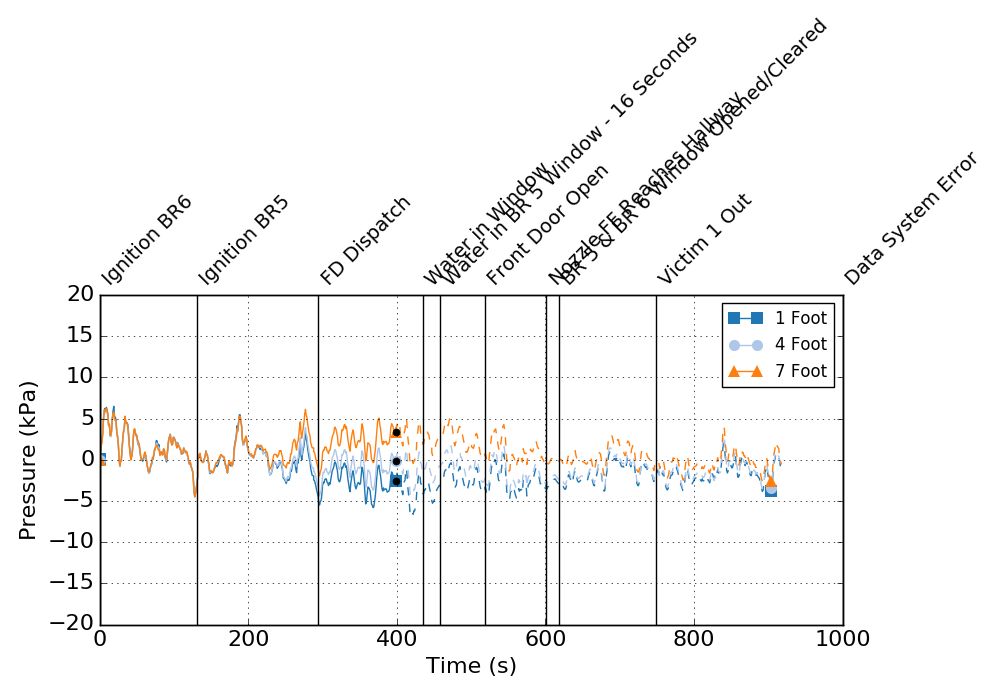 Ignition BR6
Ignition BR5
FD Dispatch
Water in Window
Water in BR 5 Window - 16 Seconds
Front Door Open
Nozzle FF Reaches Hallway
BR 5 & BR 6 Window Opened/Cleared
Victim 1 Out
Data System Error
20
15
10
5
0
−5
−10
−15
−20
Pressure (kPa)
1 Foot
4 Foot
7 Foot
0 200 400 600 800 1000
Time (s)